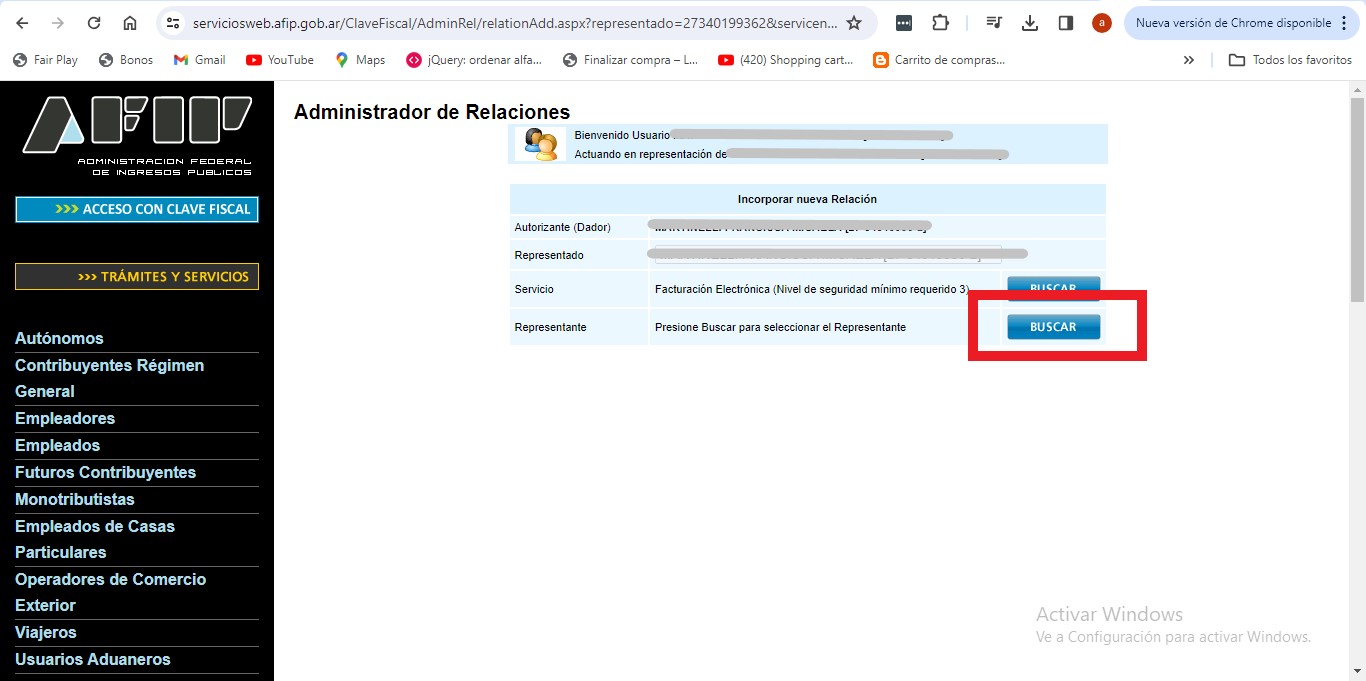 serviciosweb.afip.gob.ar/ClaveFiscal/AdminRel/relationAdd.aspx?representado=27340199362&servicen...
a
Nueva versión de Chrome disponible
Fair Play
Bonos
Gmail
YouTube
Maps
jQuery: ordenar alfa...
Finalizar compra – L...
(420) Shopping cart...
Carrito de compras...
»
Todos los favoritos
AFIP
ADMINISTRACION FEDERAL
DE INGRESOS PUBLICOS
>>> ACCESO CON CLAVE FISCAL
>>> TRÁMITES Y SERVICIOS
Autónomos
Contribuyentes Régimen
General
Empleadores
Empleados
Futuros Contribuyentes
Monotributistas
Empleados de Casas
Particulares
Operadores de Comercio
Exterior
Viajeros
Usuarios Aduaneros
Administrador de Relaciones
Bienvenido Usuario
Actuando en representación de
Incorporar nueva Relación
Autorizante (Dador)
Representado
Servicio Facturación Electrónica (Nivel de seguridad mínimo requerido 3) BUSCAR
Representante Presione Buscar para seleccionar el Representante BUSCAR
Activar Windows
Ve a Configuración para activar Windows.